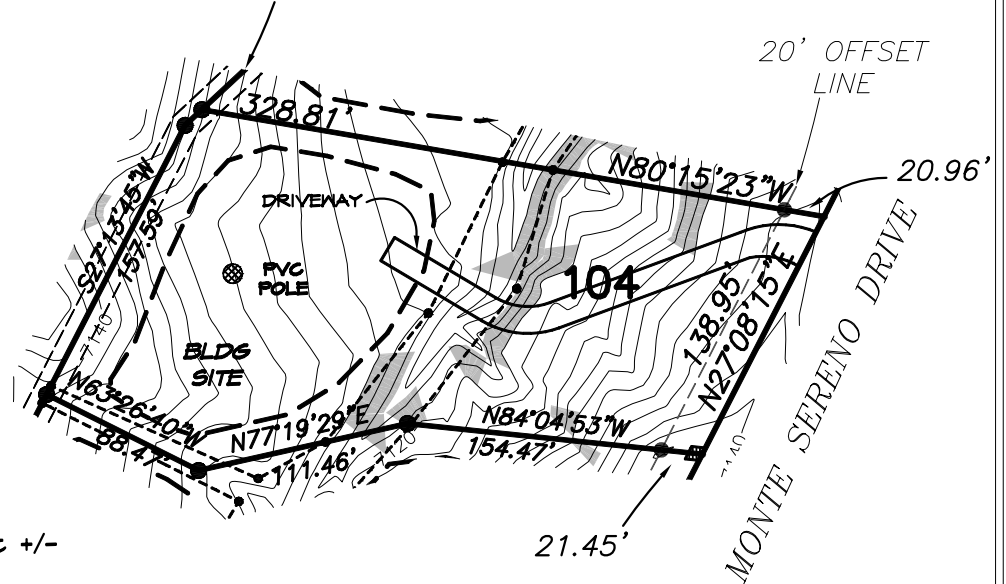 20' OFFSET
LINE
328.81'
N80°15'23"W
20.96'
DRIVEWAY
S27°13'45"W
157.59'
PVC
POLE
104
138.95'
N27°08'15"E
MONTE SERENO DRIVE
7140
BLDG
SITE
N63°26'40"W
88.47'
N77°19'29"E
111.46'
N84°04'53"W
154.47'
7140
21.45'
+/-